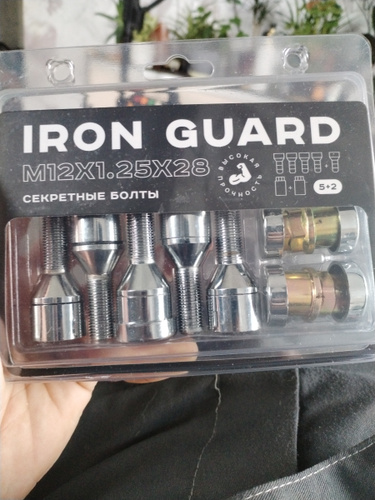 IRON GUARD
M12X1.25X28
СЕКРЕТНЫЕ БОЛТЫ
ВЫСОКАЯ ПРОЧНОСТЬ
+
+
5+2